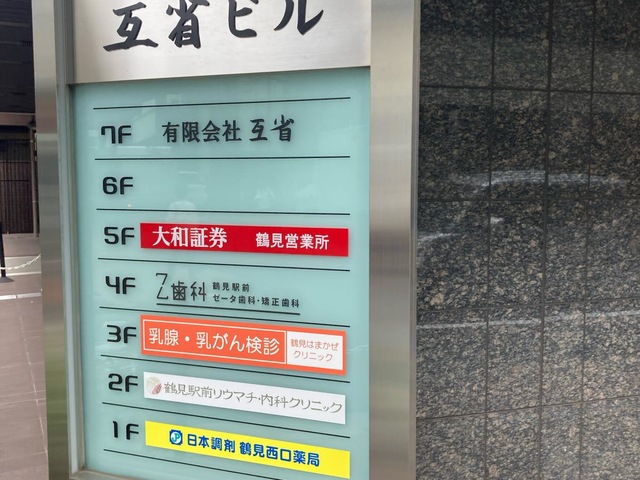 互省ビル
7F 有限会社 互省
6F
5F 大和証券 鶴見営業所
4F Z歯科 鶴見駅前
ゼータ歯科・矯正歯科
3F 乳腺・乳がん検診 鶴見はまかぜ
クリニック
2F 鶴見駅前リウマチ・内科クリニック
1F 日本調剤 鶴見西口薬局